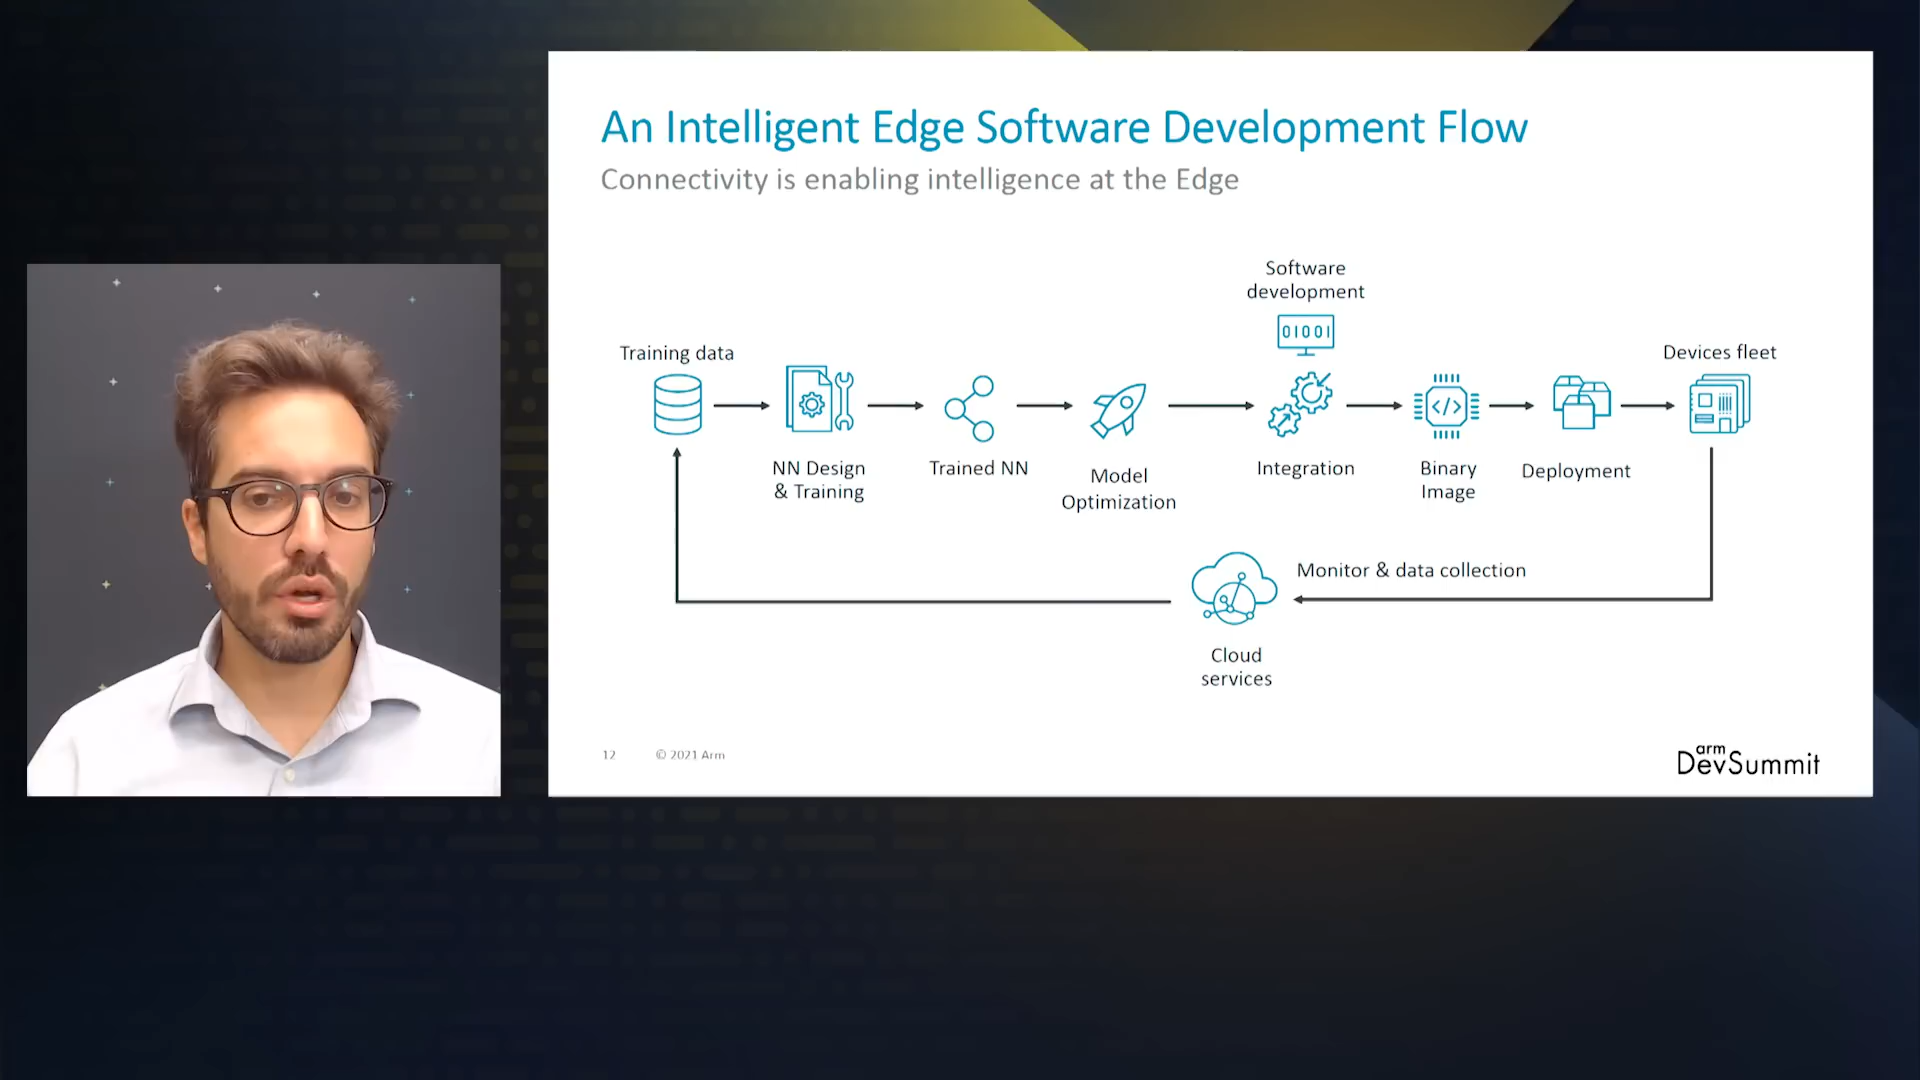 An Intelligent Edge Software Development Flow
Connectivity is enabling intelligence at the Edge
Software
development
01001
Training data
Devices fleet
</>
NN Design
& Training
Trained NN
Model
Optimization
Integration
Binary
Image
Deployment
Monitor & data collection
Cloud
services
12
© 2021 Arm
arm
DevSummit